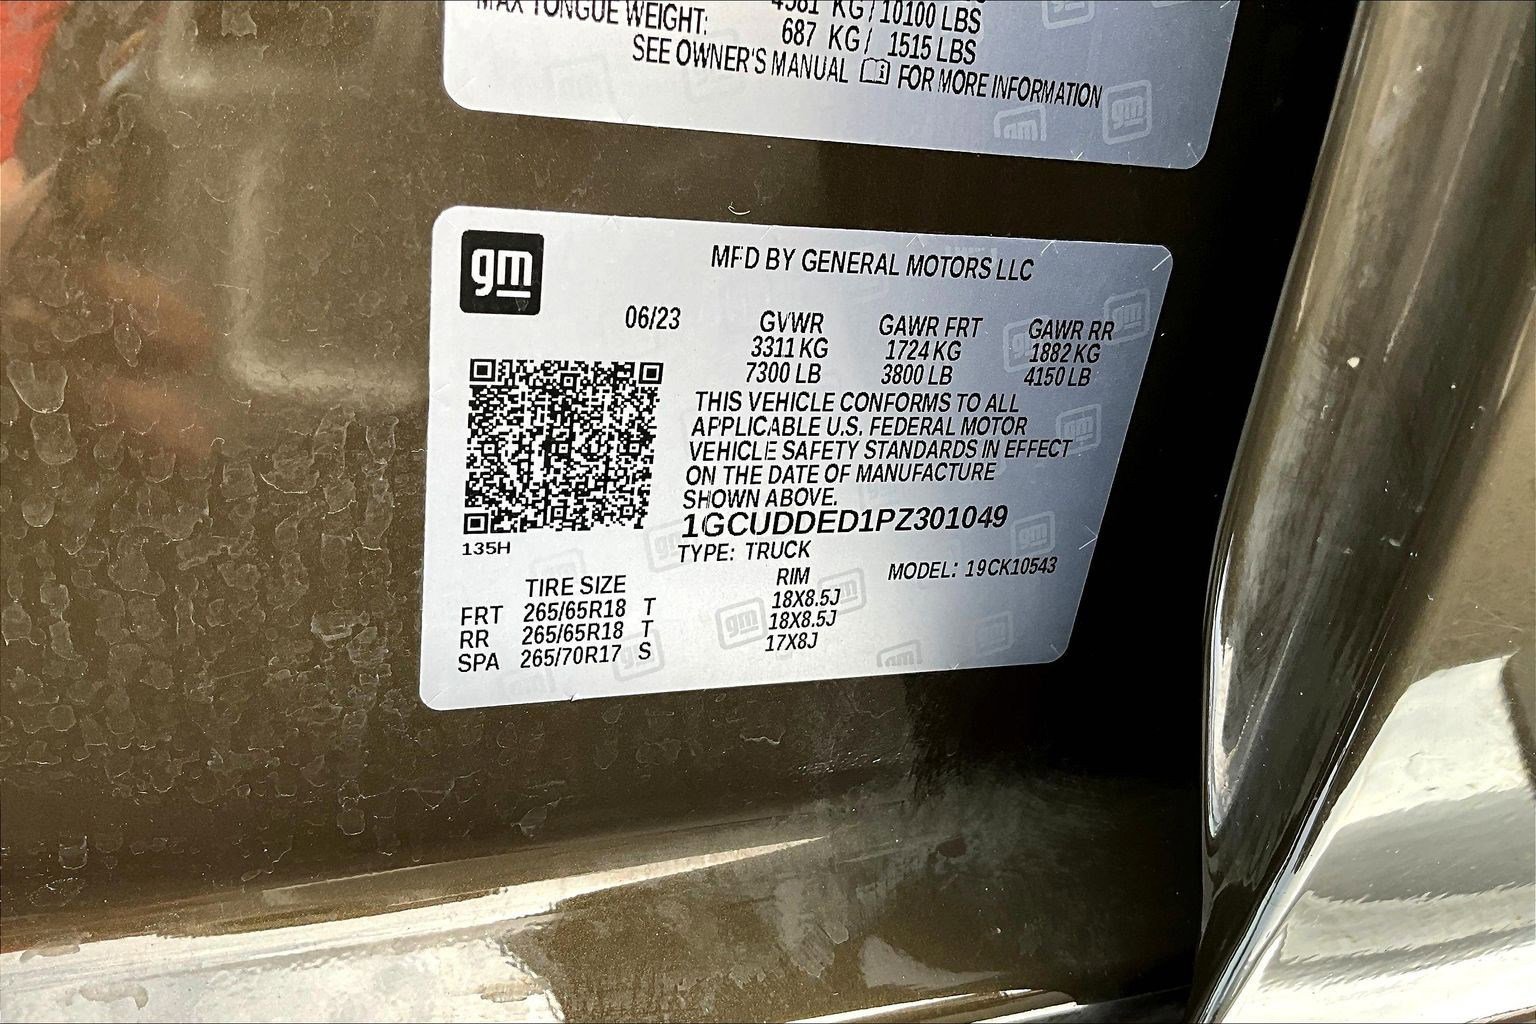 4581 KG/10100 LBS
MAX TONGUE WEIGHT: 687 KG/ 1515 LBS
SEE OWNER'S MANUAL FOR MORE INFORMATION
gm
MFD BY GENERAL MOTORS LLC
06/23 GVWR GAWR FRT GAWR RR
3311 KG 1724 KG 1882 KG
7300 LB 3800 LB 4150 LB
THIS VEHICLE CONFORMS TO ALL
APPLICABLE U.S. FEDERAL MOTOR
VEHICLE SAFETY STANDARDS IN EFFECT
ON THE DATE OF MANUFACTURE
SHOWN ABOVE.
1GCUDDED1PZ301049
135H
TYPE: TRUCK
MODEL: 19CK10543
TIRE SIZE RIM
FRT 265/65R18 T 18X8.5J
RR 265/65R18 T 18X8.5J
SPA 265/70R17 S 17X8J